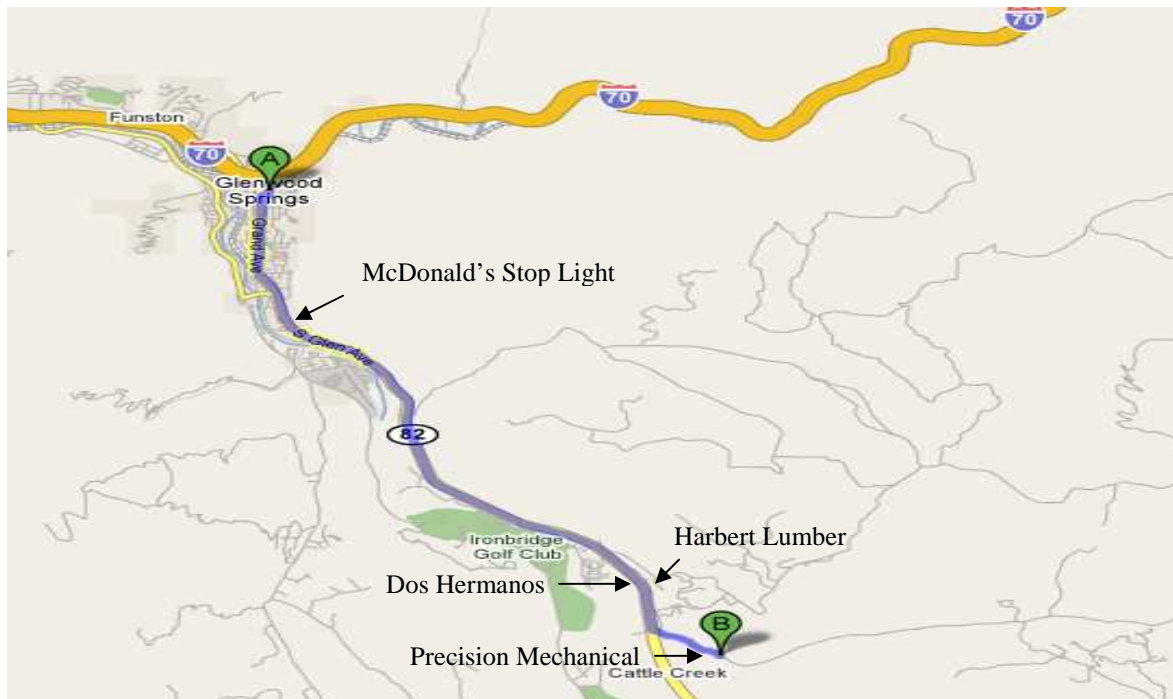 70
70
Funston
70
A
Glenwood
Springs
Grand Ave
McDonald's Stop Light
S Glen Ave
82
Harbert Lumber
Ironbridge
Golf Club
Dos Hermanos
B
Precision Mechanical
Cattle Creek